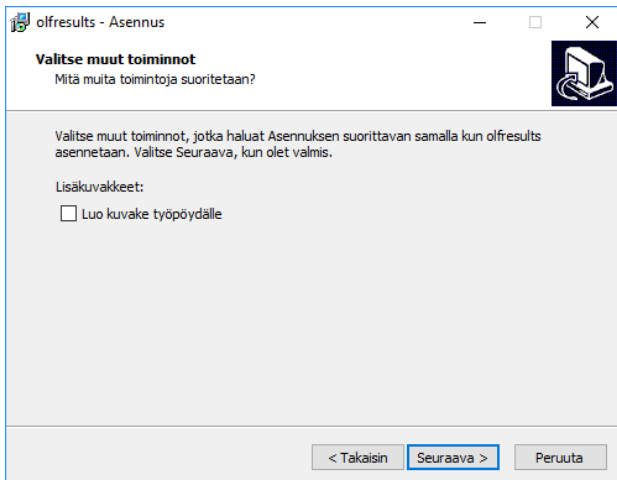 olfresults - Asennus
Valitse muut toiminnot
Mitä muita toimintoja suoritetaan?
Valitse muut toiminnot, jotka haluat Asennuksen suorittavan samalla kun olfresults
asennetaan. Valitse Seuraava, kun olet valmis.
Lisäkuvakkeet:
Luo kuvake työpöydälle
< Takaisin Seuraava > Peruuta